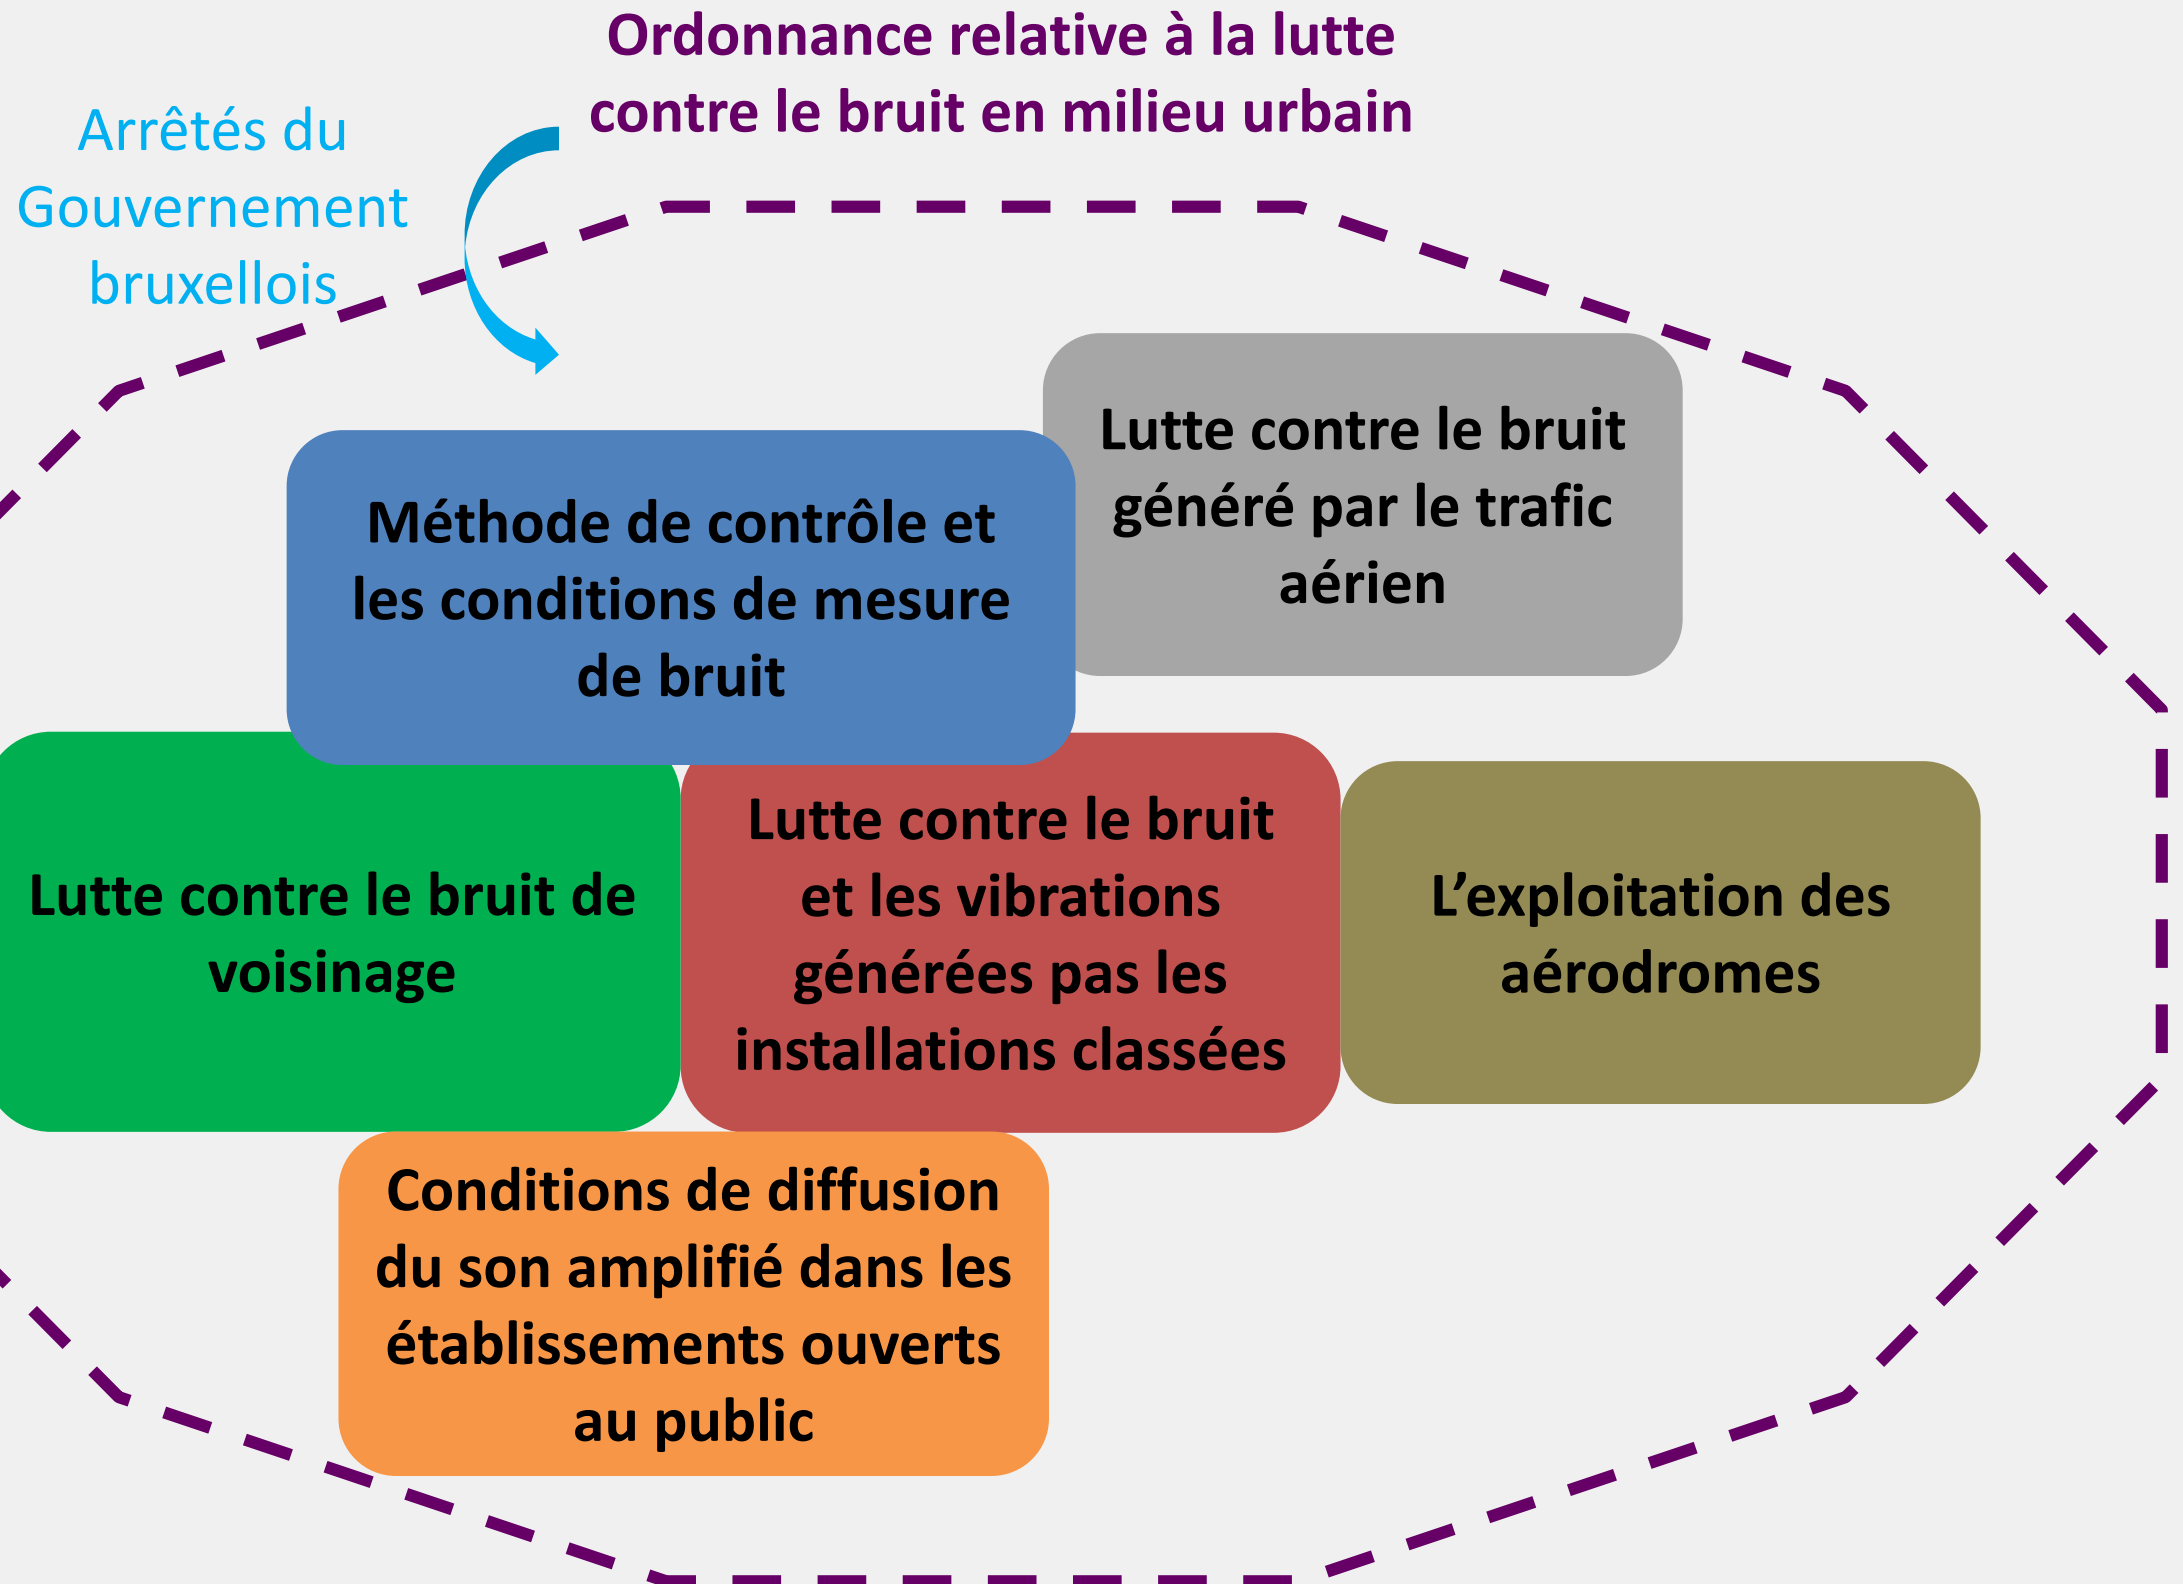 Ordonnance relative à la lutte
contre le bruit en milieu urbain
Arrêtés du
Gouvernement
bruxellois
Lutte contre le bruit
généré par le trafic
aérien
Méthode de contrôle et
les conditions de mesure
de bruit
Lutte contre le bruit de
voisinage
Lutte contre le bruit
et les vibrations
générées pas les
installations classées
L’exploitation des
aérodromes
Conditions de diffusion
du son amplifié dans les
établissements ouverts
au public